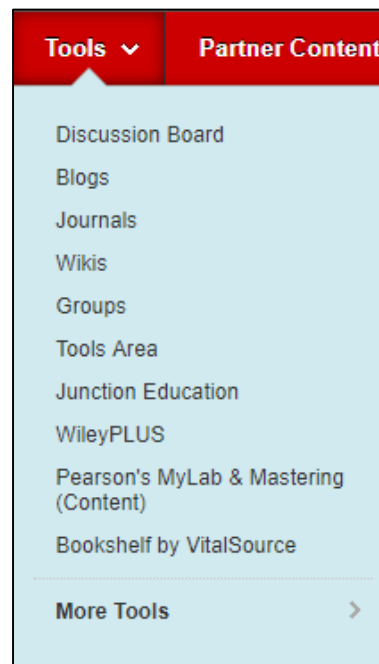 Tools
Partner Content
Discussion Board
Blogs
Journals
Wikis
Groups
Tools Area
Junction Education
WileyPLUS
Pearson's MyLab & Mastering
(Content)
Bookshelf by VitalSource
More Tools